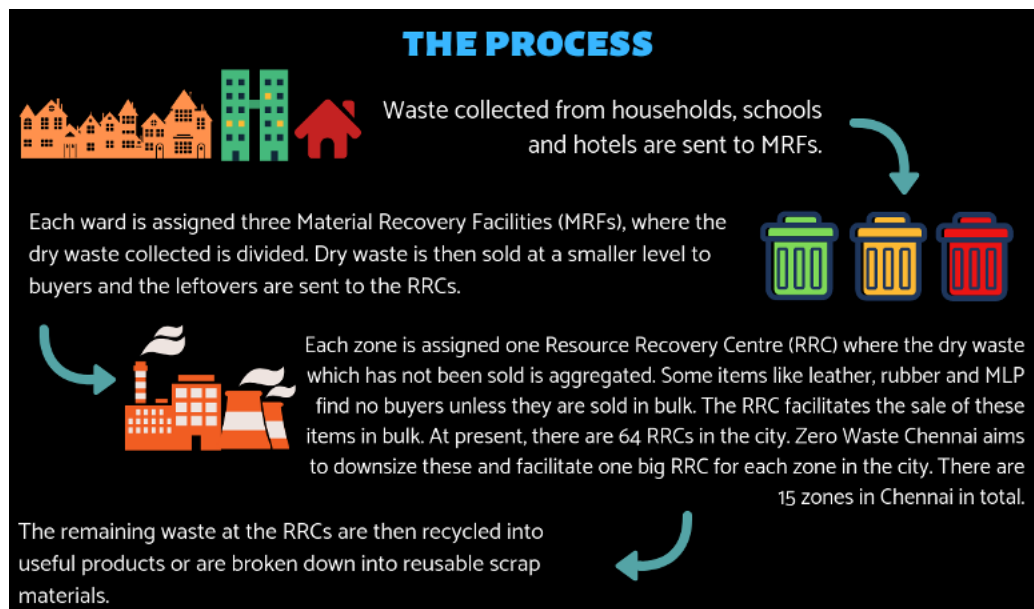 THE PROCESS
Waste collected from households, schools
and hotels are sent to MRFs.
Each ward is assigned three Material Recovery Facilities (MRFs), where the
dry waste collected is divided. Dry waste is then sold at a smaller level to
buyers and the leftovers are sent to the RRCs.
Each zone is assigned one Resource Recovery Centre (RRC) where the dry waste
which has not been sold is aggregated. Some items like leather, rubber and MLP
find no buyers unless they are sold in bulk. The RRC facilitates the sale of these
items in bulk. At present, there are 64 RRCs in the city. Zero Waste Chennai aims
to downsize these and facilitate one big RRC for each zone in the city. There are
15 zones in Chennai in total.
The remaining waste at the RRCs are then recycled into
useful products or are broken down into reusable scrap
materials.